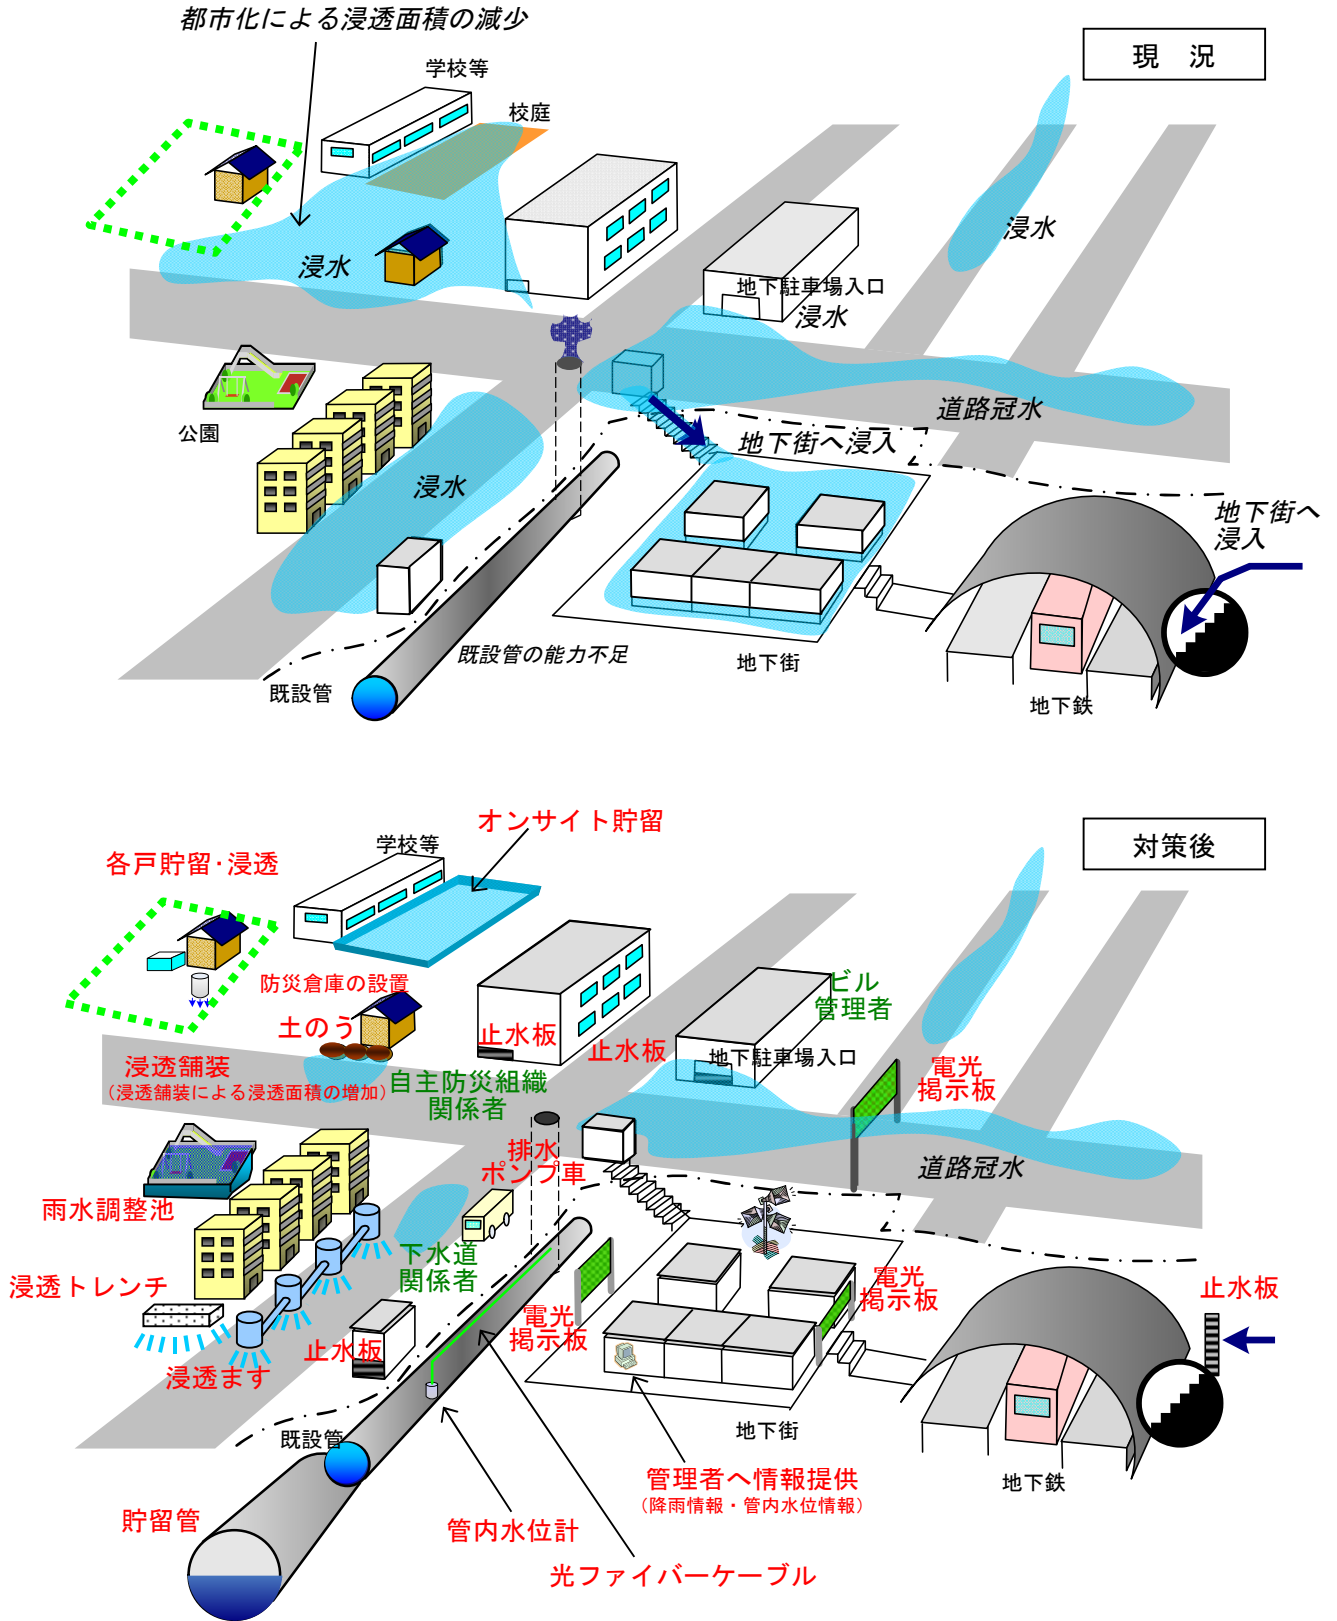 都市化による浸透面積の減少
現　況
学校等
校庭
浸水
浸水
地下駐車場入口
浸水
道路冠水
公園
地下街へ浸入
浸水
地下街へ
浸入
既設管の能力不足
地下街
既設管
地下鉄
オンサイト貯留
対策後
学校等
各戸貯留･浸透
防災倉庫の設置
ビル
管理者
土のう
止水板
止水板
地下駐車場入口
浸透舗装
（浸透舗装による浸透面積の増加）
自主防災組織
関係者
電光
掲示板
排水
ポンプ車
道路冠水
雨水調整池
下水道
関係者
浸透トレンチ
電光
掲示板
止水板
電光
掲示板
止水板
浸透ます
地下街
既設管
管理者へ情報提供
（降雨情報・管内水位情報）
地下鉄
貯留管
管内水位計
光ファイバーケーブル